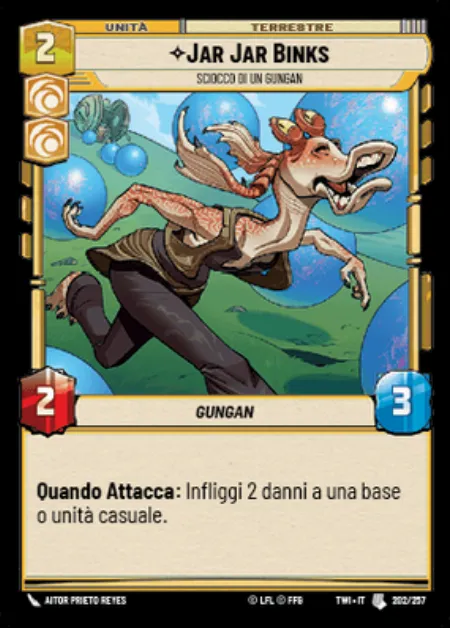 2
UNITÀ
TERRESTRE
JAR JAR BINKS
SCIOCCO DI UN GUNGAN
2
GUNGAN
3
Quando Attacca: Infliggi 2 danni a una base
o unità casuale.
AITOR PRIETO REYES
© LFL © FFG
TWI • IT
202/257